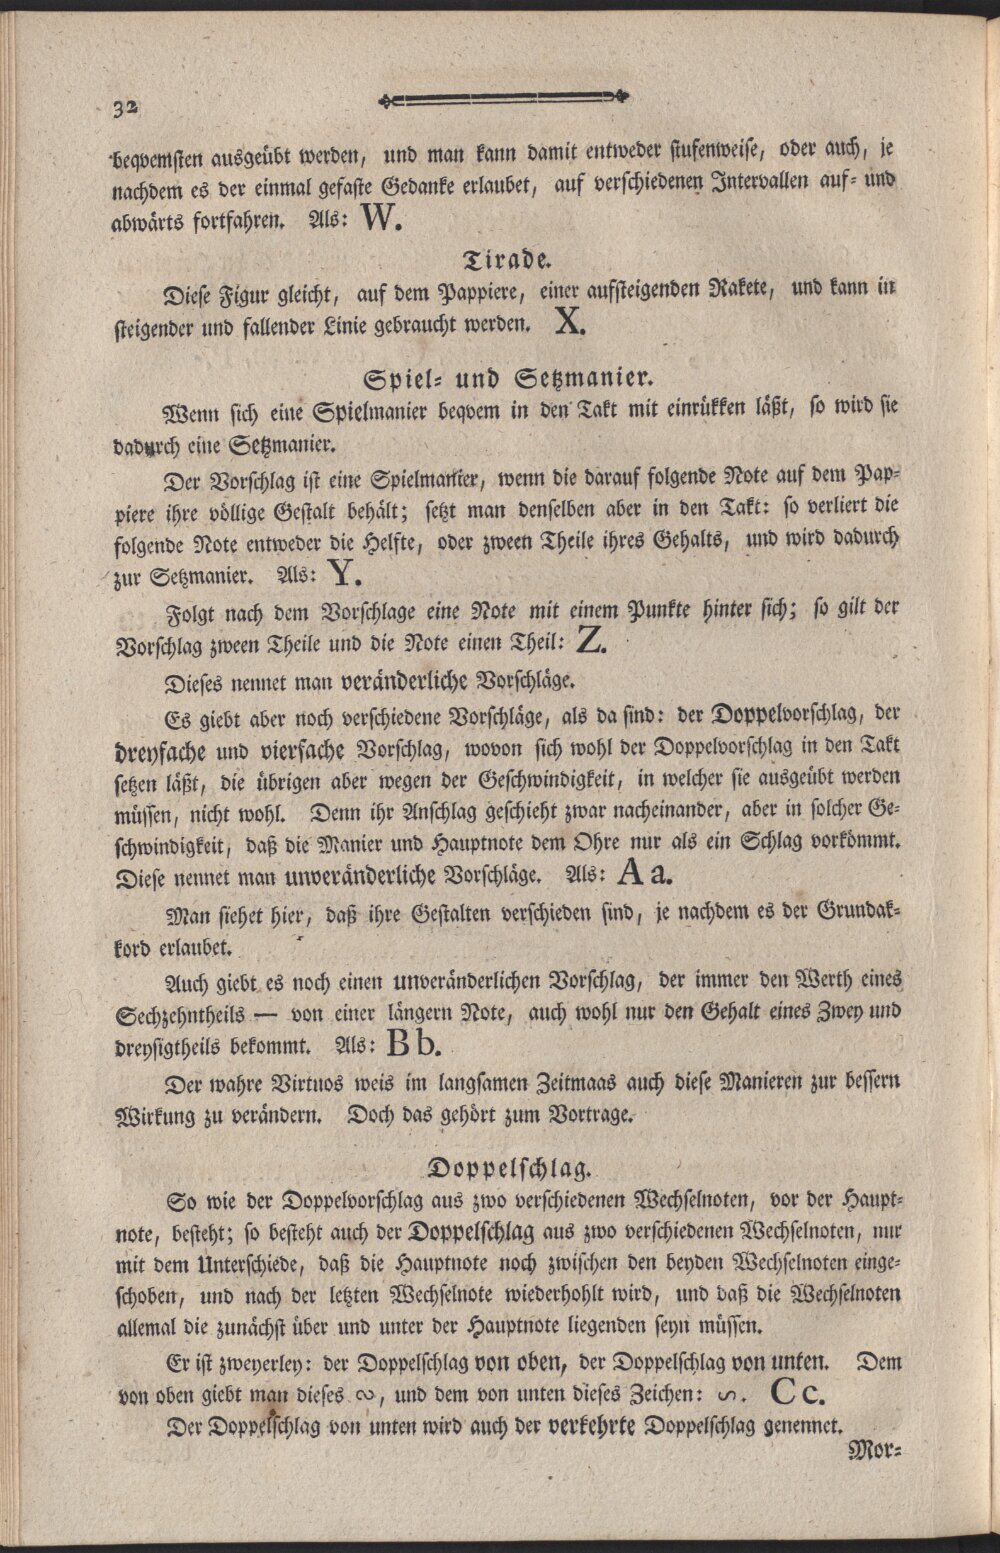 32
beqvemsten ausgeübt werden, und man kann damit entweder stufenweise, oder auch, je
nachdem es der einmal gefaste Gedanke erlaubet, auf verschiedenen Intervallen auf- und
abwärts fortfahren. Als: W.
Tirade.
Diese Figur gleicht, auf dem Pappiere, einer aufsteigenden Rakete, und kann in
steigender und fallender Linie gebraucht werden. X.
Spiel- und Setzmanier.
Wenn sich eine Spielmanier beqvem in den Takt mit einrükken läßt, so wird sie
dadurch eine Setzmanier.
Der Vorschlag ist eine Spielmanier, wenn die darauf folgende Note auf dem Pap-
piere ihre völlige Gestalt behält; setzt man denselben aber in den Takt: so verliert die
folgende Note entweder die Helfte, oder zween Theile ihres Gehalts, und wird dadurch
zur Setzmanier. Als: Y.
Folgt nach dem Vorschlage eine Note mit einem Punkte hinter sich; so gilt der
Vorschlag zween Theile und die Note einen Theil: Z.
Dieses nennet man veränderliche Vorschläge.
Es giebt aber noch verschiedene Vorschläge, als da sind: der Doppelvorschlag, der
dreyfache und vierfache Vorschlag, wovon sich wohl der Doppelvorschlag in den Takt
setzen läßt, die übrigen aber wegen der Geschwindigkeit, in welcher sie ausgeübt werden
müssen, nicht wohl. Denn ihr Anschlag geschieht zwar nacheinander, aber in solcher Ge-
schwindigkeit, daß die Manier und Hauptnote dem Ohre nur als ein Schlag vorkömmt.
Diese nennet man unveränderliche Vorschläge. Als: A a.
Man siehet hier, daß ihre Gestalten verschieden sind, je nachdem es der Grundak-
kord erlaubet.
Auch giebt es noch einen unveränderlichen Vorschlag, der immer den Werth eines
Sechzehntheils — von einer längern Note, auch wohl nur den Gehalt eines Zwey und
dreysigtheils bekommt. Als: B b.
Der wahre Virtuos weis im langsamen Zeitmaas auch diese Manieren zur bessern
Wirkung zu verändern. Doch das gehört zum Vortrage.
Doppelschlag.
So wie der Doppelvorschlag aus zwo verschiedenen Wechselnoten, vor der Haupt-
note, besteht; so besteht auch der Doppelschlag aus zwo verschiedenen Wechselnoten, nur
mit dem Unterschiede, daß die Hauptnote noch zwischen den beyden Wechselnoten einge-
schoben, und nach der letzten Wechselnote wiederhohlt wird, und daß die Wechselnoten
allemal die zunächst über und unter der Hauptnote liegenden seyn müssen.
Er ist zweyerley: der Doppelschlag von oben, der Doppelschlag von unten. Dem
von oben giebt man dieses ∾, und dem von unten dieses Zeichen: ∽. C c.
Der Doppelschlag von unten wird auch der verkehrte Doppelschlag genennet.
Mor-